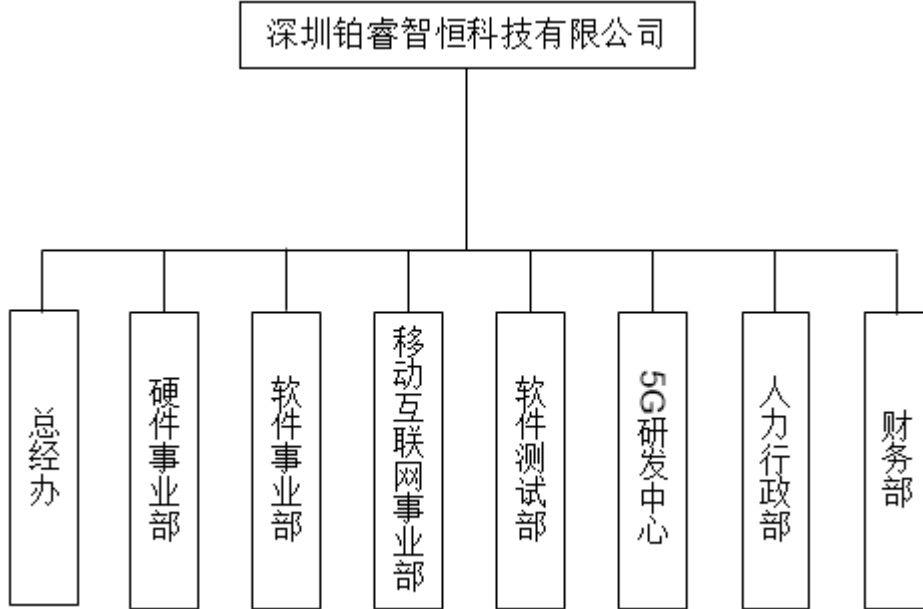 深圳铂睿智恒科技有限公司
总经办
硬件事业部
软件事业部
移动互联网事业部
软件测试部
5G研发中心
人力行政部
财务部